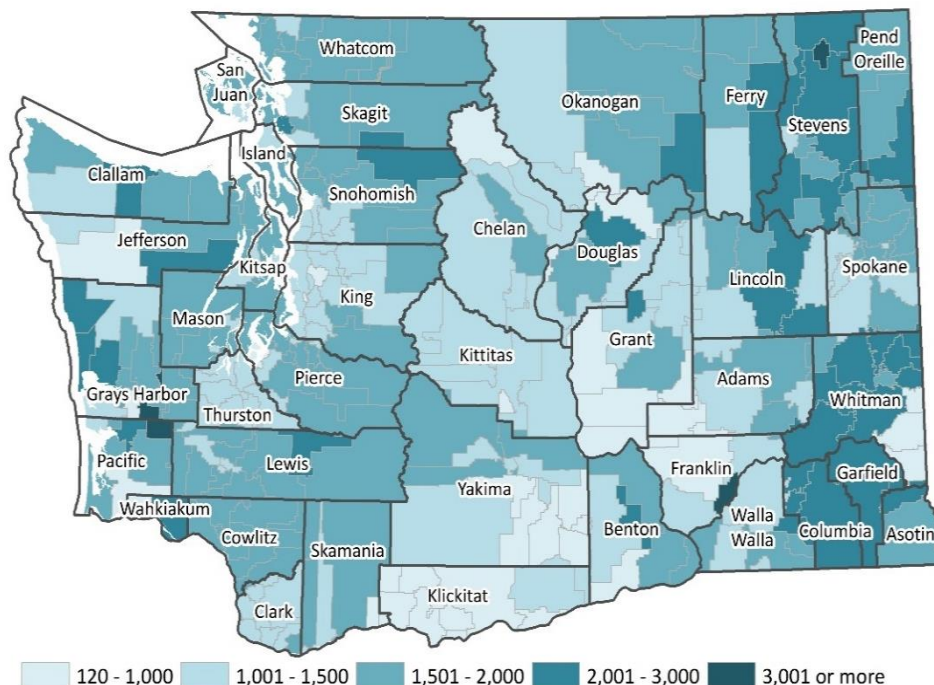 Whatcom
Pend
Oreille
San
Juan
Okanogan
Ferry
Skagit
Stevens
Island
Clallam
Snohomish
Chelan
Jefferson
Douglas
Kitsap
Lincoln
Spokane
King
Mason
Grant
Kittitas
Pierce
Adams
Grays Harbor
Whitman
Thurston
Pacific
Lewis
Franklin
Garfield
Yakima
Wahkiakum
Walla
Walla
Benton
Columbia
Asotin
Cowlitz
Skamania
Klickitat
Clark
120 - 1,000 1,001 - 1,500 1,501 - 2,000 2,001 - 3,000 3,001 or more